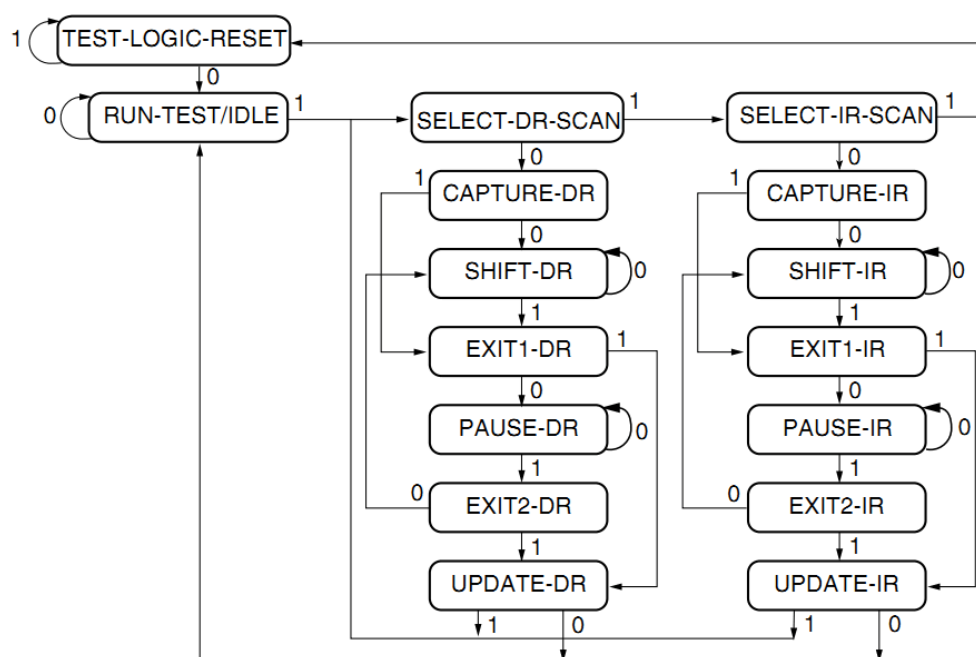 1 TEST-LOGIC-RESET
0
0 RUN-TEST/IDLE 1
SELECT-DR-SCAN 1
SELECT-IR-SCAN 1
0
0
1 CAPTURE-DR
1 CAPTURE-IR
0
0
SHIFT-DR 0
SHIFT-IR 0
1
1
EXIT1-DR 1
EXIT1-IR 1
0
0
PAUSE-DR 0
PAUSE-IR 0
1
1
0 EXIT2-DR
0 EXIT2-IR
1
1
UPDATE-DR
UPDATE-IR
1 0
1 0